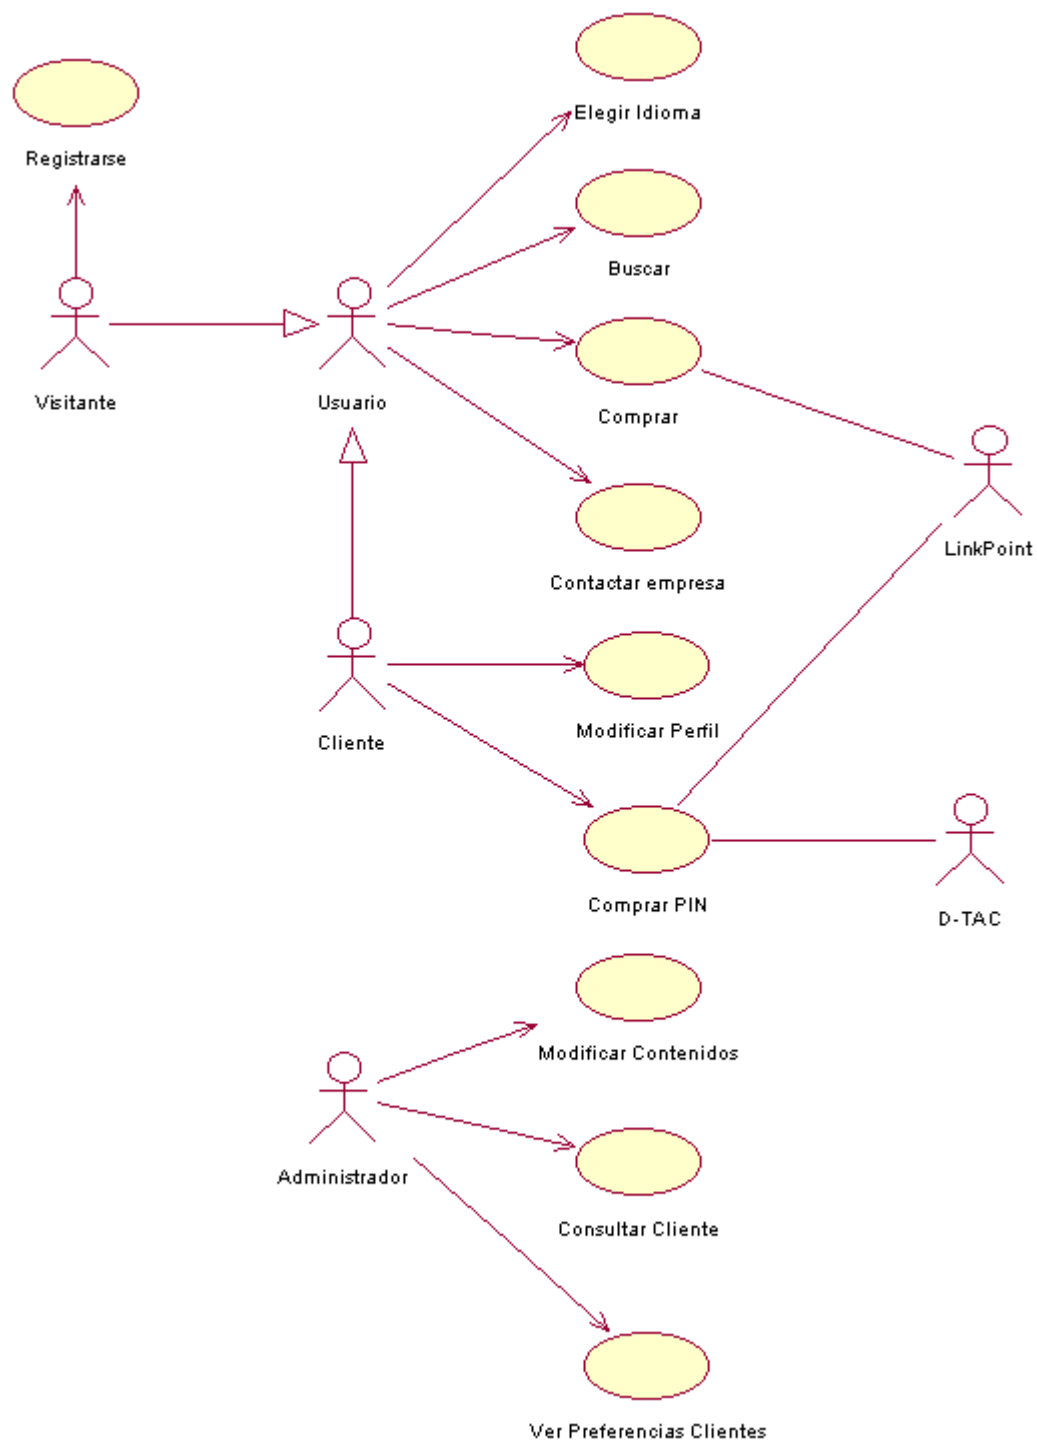 Elegir Idioma
Registrarse
Buscar
Visitante
Usuario
Comprar
LinkPoint
Contactar empresa
Modificar Perfil
Cliente
Comprar PIN
D-TAC
Modificar Contenidos
Administrador
Consultar Cliente
Ver Preferencias Clientes